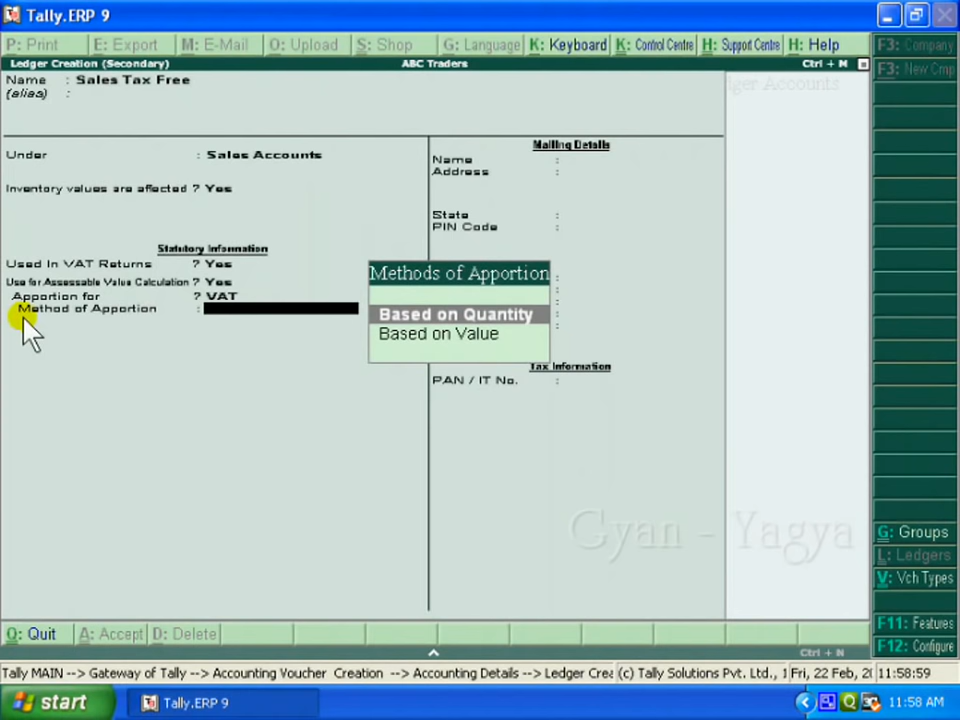 Tally.ERP 9
P: Print E: Export M: E-Mail O: Upload S: Shop G: Language K: Keyboard K: Control Centre H: Support Centre H: Help F3: Company
Ledger Creation (Secondary) ABC Traders Ctrl + M
F3: New Cmp
Name : Sales Tax Free
(alias) :
ger Accounts
Under : Sales Accounts
Inventory values are affected ? Yes
Statutory Information
Used In VAT Returns ? Yes
Use for Assessable Value Calculation ? Yes
Apportion for ? VAT
Method of Apportion :
Mailing Details
Name :
Address :
State :
PIN Code :
Methods of Apportion
Based on Quantity
Based on Value
Tax Information
PAN / IT No. :
Gyan - Yagya
G: Groups
L: Ledgers
V: Vch Types
F11: Features
F12: Configure
Q: Quit A: Accept D: Delete
Ctrl + N
Tally MAIN --> Gateway of Tally --> Accounting Voucher Creation --> Accounting Details --> Ledger Crea (c) Tally Solutions Pvt. Ltd., 1 Fri, 22 Feb, 20 11:58:59
start Tally.ERP 9 11:58 AM